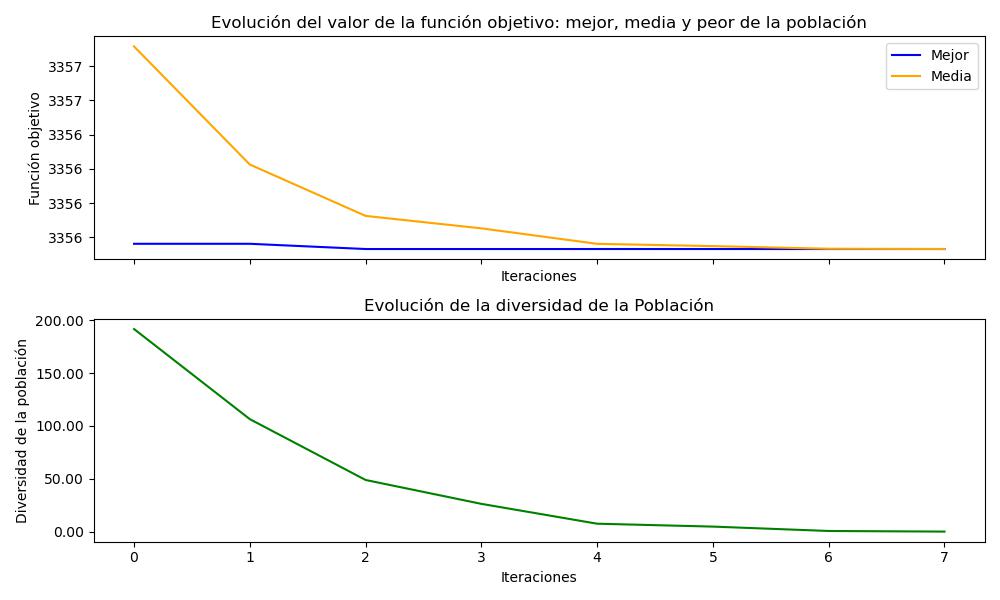 Evolución del valor de la función objetivo: mejor, media y peor de la población
Mejor
Media
3357
3357
3356
3356
3356
3356
Función objetivo
Iteraciones
Evolución de la diversidad de la Población
200.00
150.00
100.00
50.00
0.00
Diversidad de la población
0 1 2 3 4 5 6 7
Iteraciones